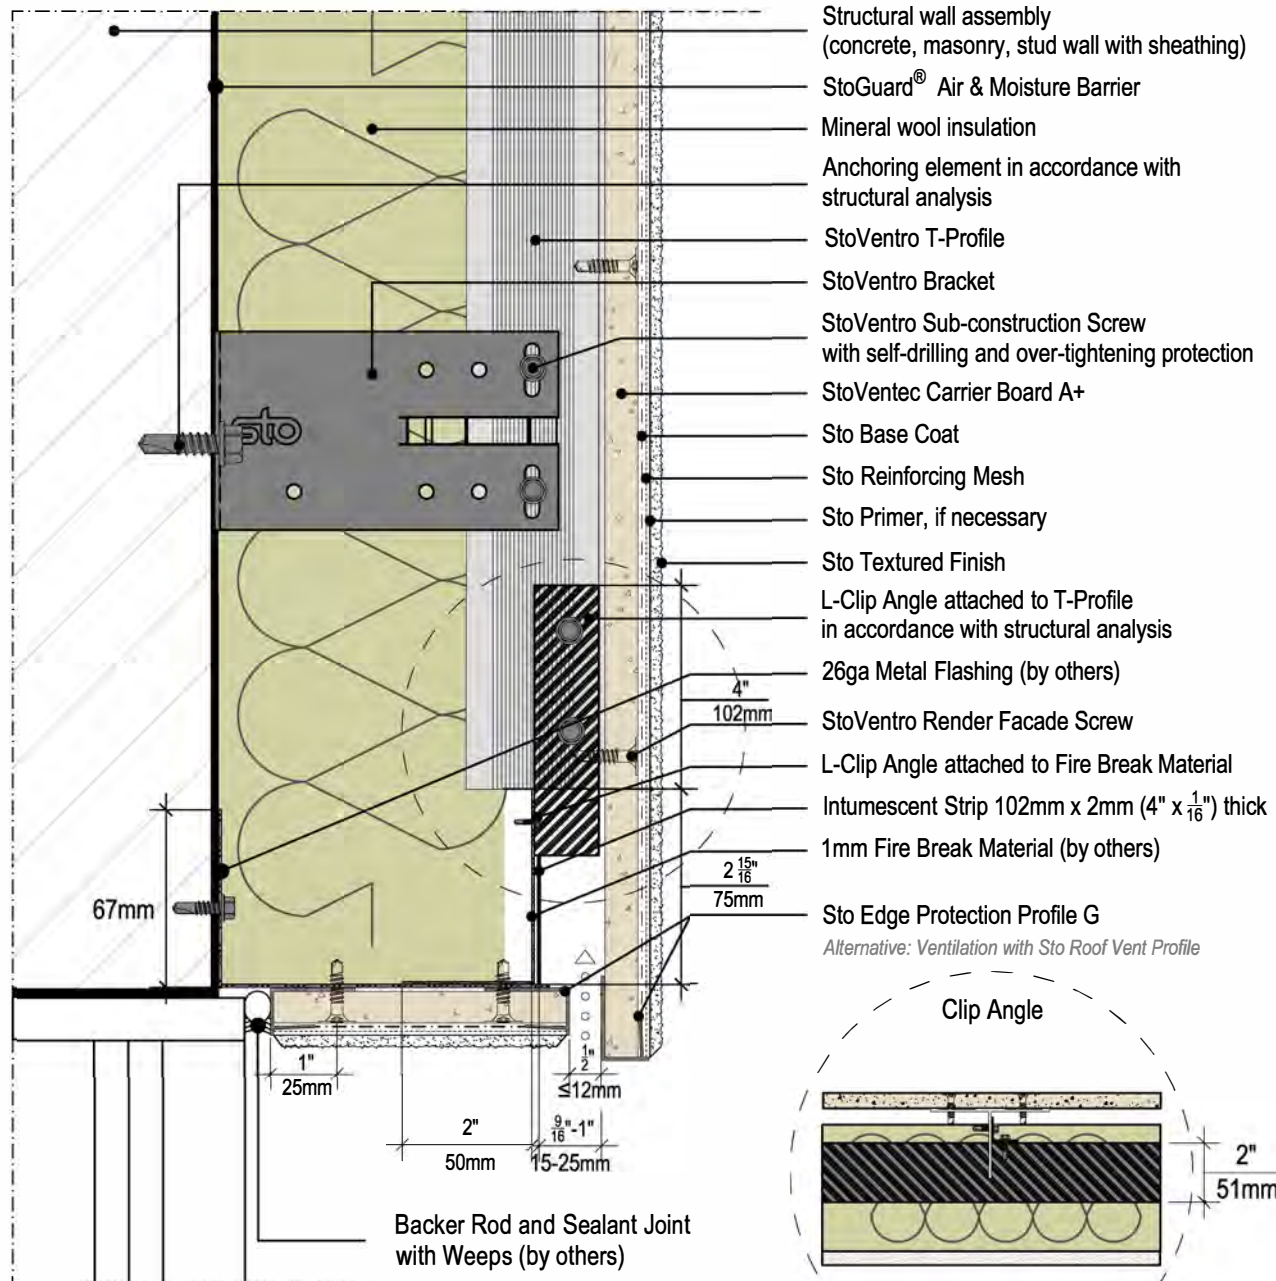 Structural wall assembly
(concrete, masonry, stud wall with sheathing)
StoGuard® Air & Moisture Barrier
Mineral wool insulation
Anchoring element in accordance with
structural analysis
StoVentro T-Profile
StoVentro Bracket
StoVentro Sub-construction Screw
with self-drilling and over-tightening protection
StoVentec Carrier Board A+
sto
Sto Base Coat
Sto Reinforcing Mesh
Sto Primer, if necessary
Sto Textured Finish
L-Clip Angle attached to T-Profile
in accordance with structural analysis
26ga Metal Flashing (by others)
4"
102mm
StoVentro Render Facade Screw
L-Clip Angle attached to Fire Break Material
Intumescent Strip 102mm x 2mm (4" x 1/16") thick
1mm Fire Break Material (by others)
2 15/16"
75mm
67mm
Sto Edge Protection Profile G
Alternative: Ventilation with Sto Roof Vent Profile
Clip Angle
1"
25mm
1/2"
≤12mm
2"
50mm
9/16"-1"
15-25mm
2"
51mm
Backer Rod and Sealant Joint
with Weeps (by others)